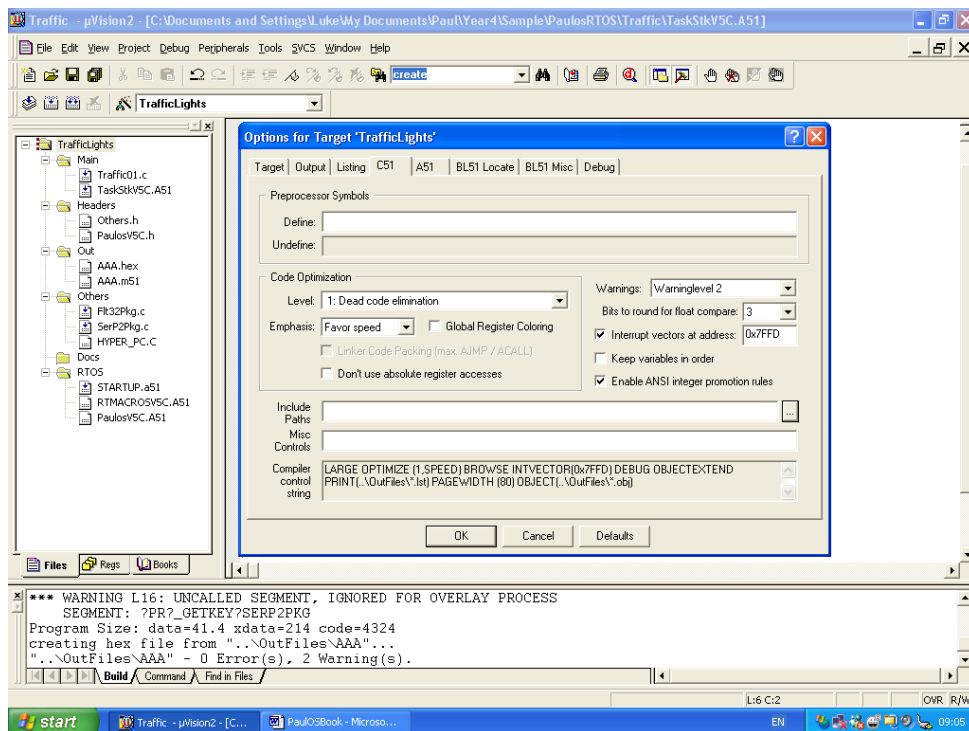 Traffic - µVision2 - [C:\Documents and Settings\Luke\My Documents\Paul\Year4\Sample\PaulosRTOS\Traffic\TaskStkV5C.A51]
File Edit View Project Debug Peripherals Tools SVCS Window Help
create
TrafficLights
TrafficLights
Main
Traffic01.c
TaskStkV5C.A51
Headers
Others.h
PaulosV5C.h
Out
AAA.hex
AAA.m51
Others
Flt32Pkg.c
SerP2Pkg.c
HYPER_PC.C
Docs
RTOS
STARTUP.a51
RTMACROSV5C.A51
PaulosV5C.A51
Files Regs Books
Options for Target 'TrafficLights'
Target Output Listing C51 A51 BL51 Locate BL51 Misc Debug
Preprocessor Symbols
Define:
Undefine:
Code Optimization
Level: 1: Dead code elimination
Emphasis: Favor speed Global Register Coloring
Linker Code Packing (max. AJMP / ACALL)
Don't use absolute register accesses
Warnings: Warninglevel 2
Bits to round for float compare: 3
Interrupt vectors at address: 0x7FFD
Keep variables in order
Enable ANSI integer promotion rules
Include Paths
...
Misc Controls
Compiler control string
LARGE OPTIMIZE (1,SPEED) BROWSE INTVECTOR(0x7FFD) DEBUG OBJECTEXTEND
PRINT(..\OutFiles\*.lst) PAGEWIDTH (80) OBJECT(..\OutFiles\*.obj)
OK Cancel Defaults
*** WARNING L16: UNCALLED SEGMENT, IGNORED FOR OVERLAY PROCESS
SEGMENT: ?PR?_GETKEY?SERP2PKG
Program Size: data=41.4 xdata=214 code=4324
creating hex file from "..\OutFiles\AAA"...
"..\OutFiles\AAA" - 0 Error(s), 2 Warning(s).
Build Command Find in Files
L:6 C:2 OVR R/W
start Traffic - µVision2 - [C... PaulOSBook - Microso... EN 09:05